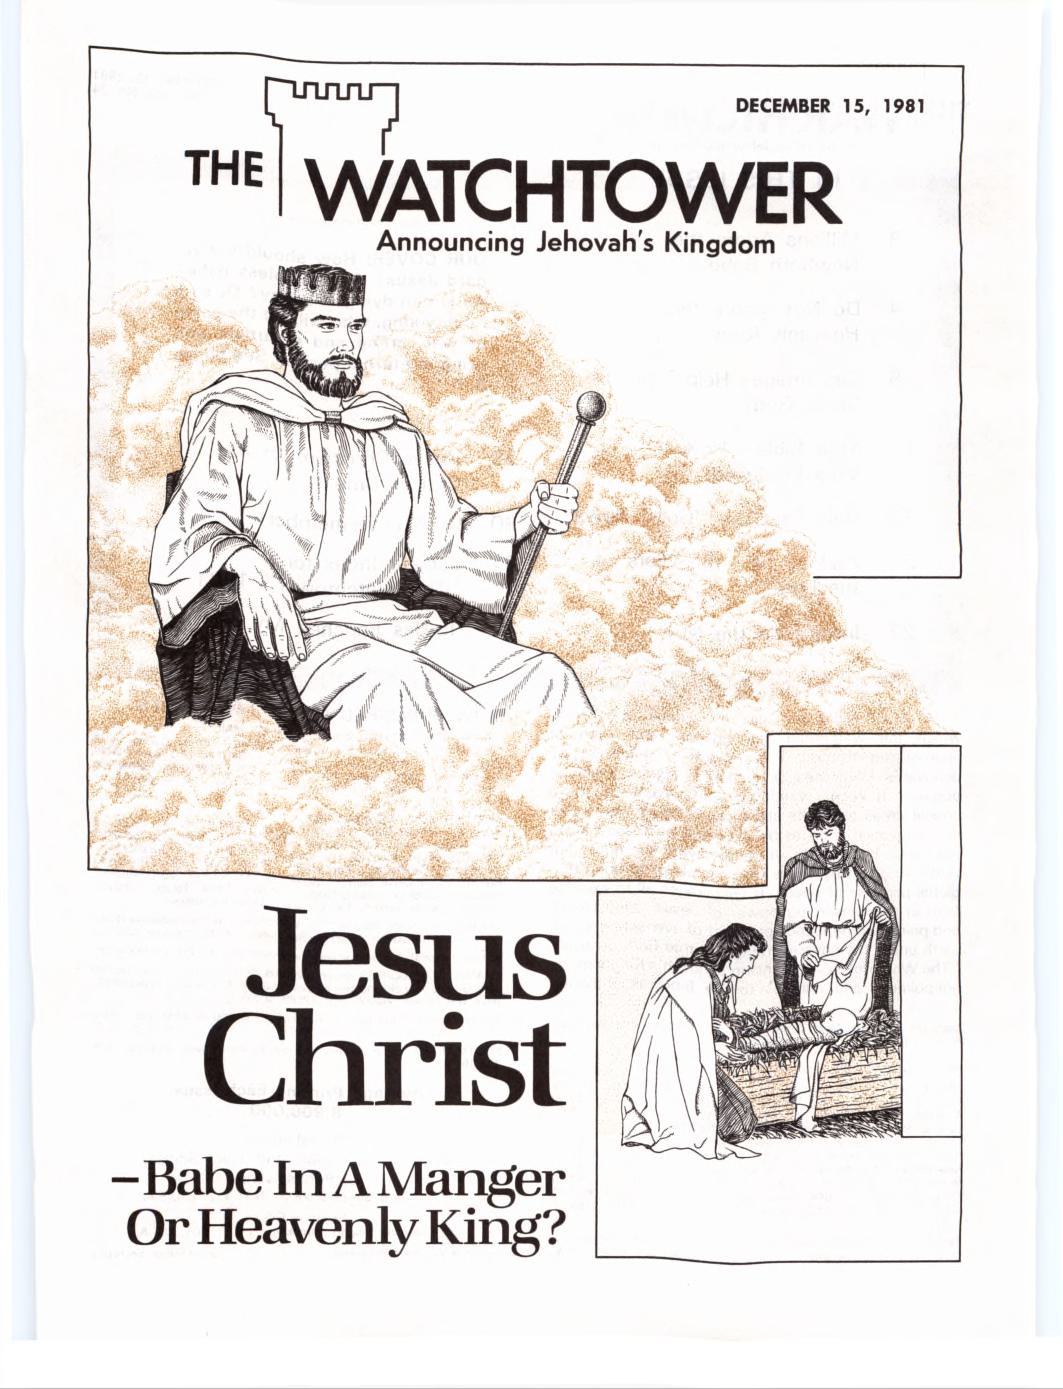 DECEMBER 15, 1981
THE WATCHTOWER
Announcing Jehovah's Kingdom
Jesus
Christ
–Babe In A Manger
Or Heavenly King?